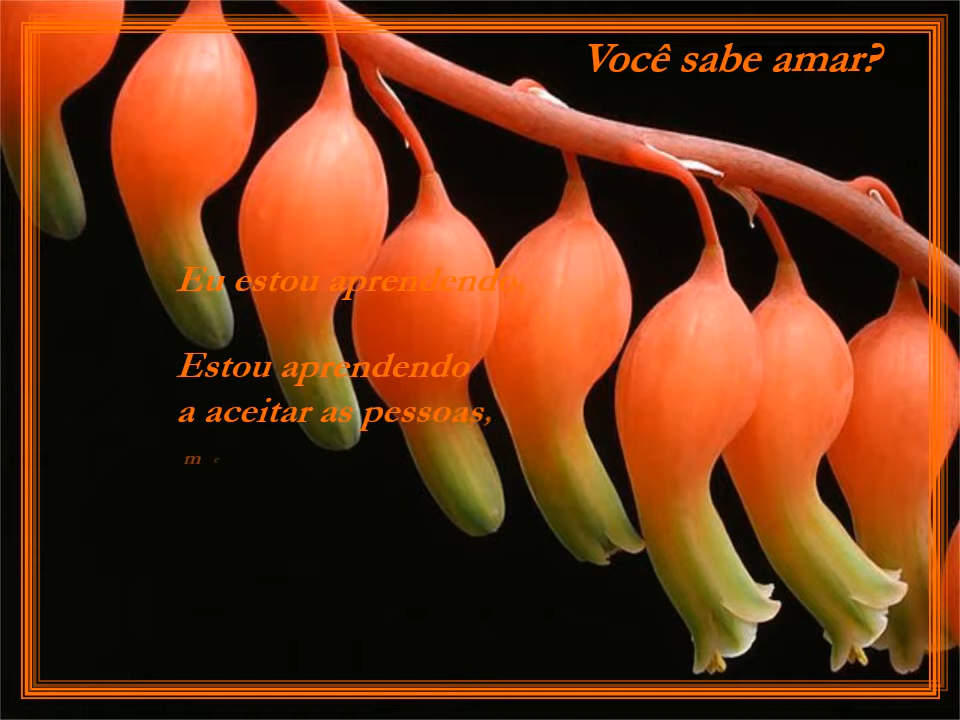 Você sabe amar?
Eu estou aprendendo.
Estou aprendendo
a aceitar as pessoas,
m e